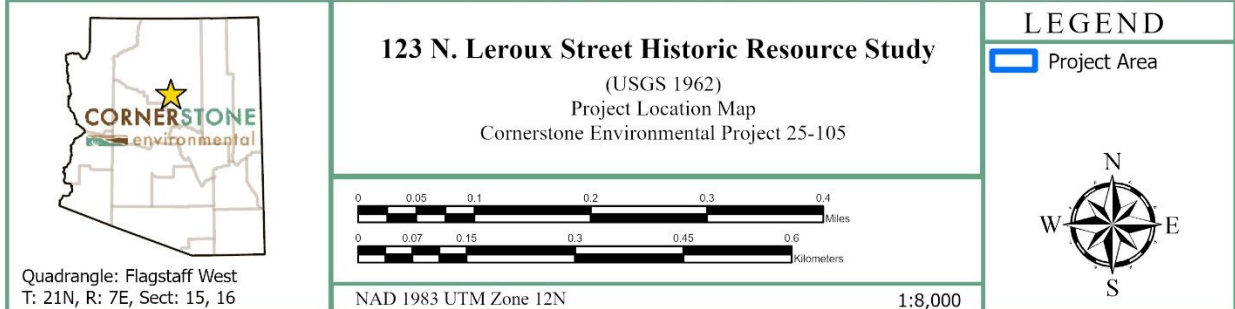 CORNERSTONE
environmental
Quadrangle: Flagstaff West
T: 21N, R: 7E, Sect: 15, 16
123 N. Leroux Street Historic Resource Study
(USGS 1962)
Project Location Map
Cornerstone Environmental Project 25-105
0 0.05 0.1 0.2 0.3 0.4
Miles
0 0.07 0.15 0.3 0.45 0.6
Kilometers
NAD 1983 UTM Zone 12N 1:8,000
LEGEND
Project Area
N
W E
S